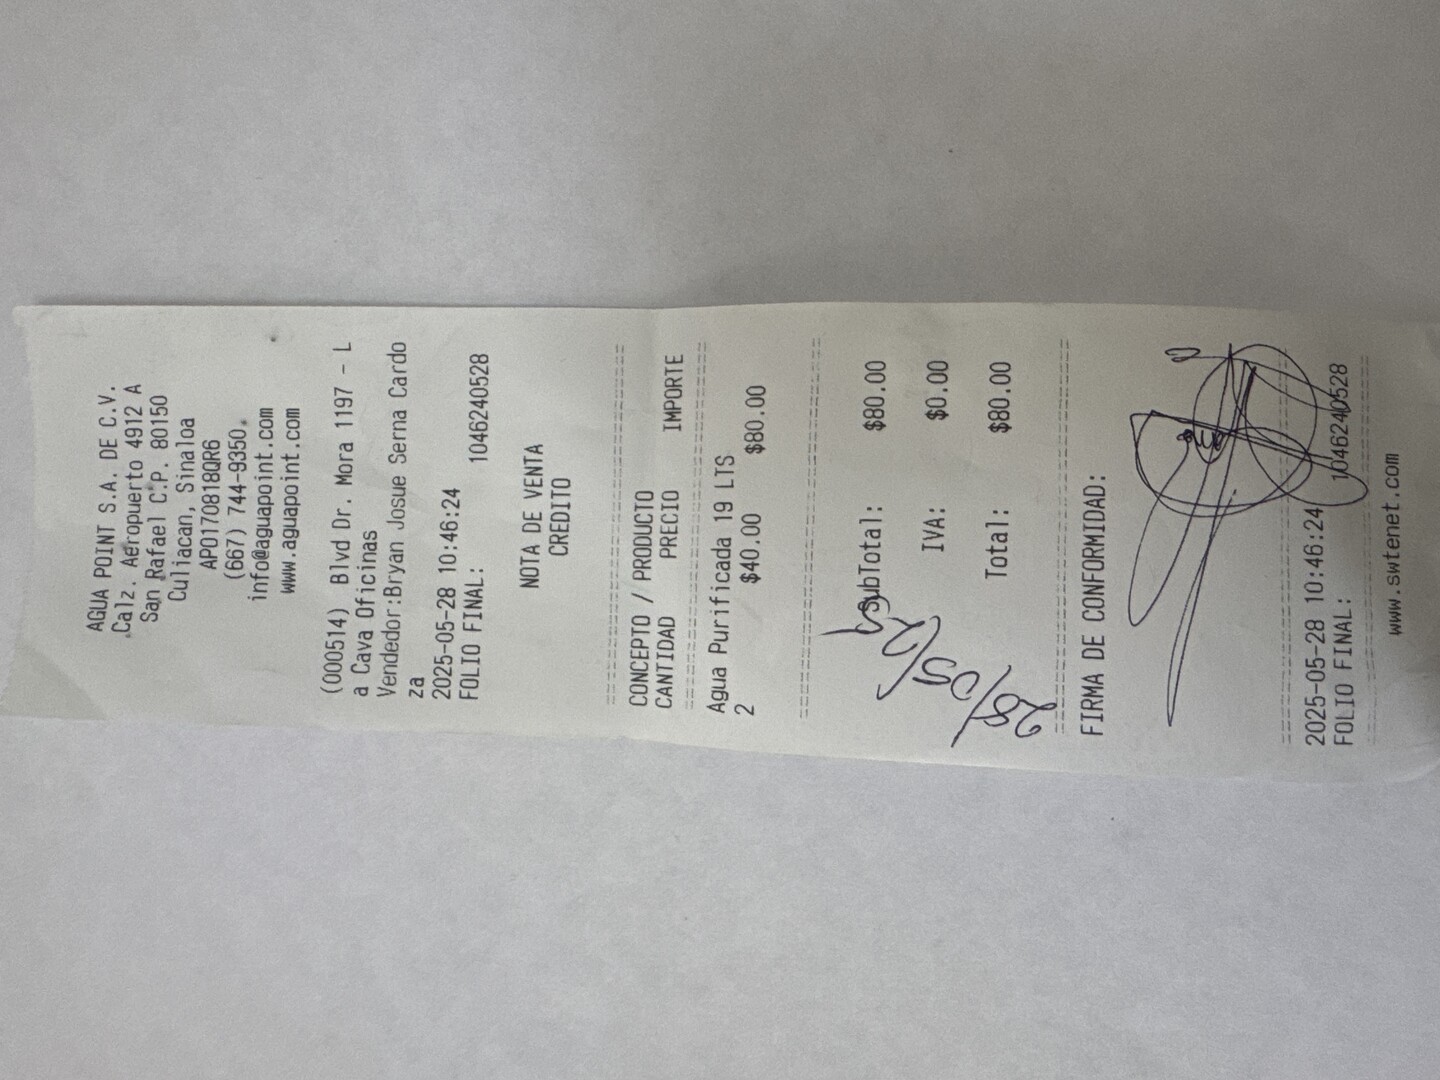 AGUA POINT S.A. DE C.V.
Calz. Aeropuerto 4912 A
San Rafael C.P. 80150
Culiacan, Sinaloa
APO170818QR6
(667) 744-9350
info@aguapoint.com
www.aguapoint.com
(000514) Blvd Dr. Mora 1197 - L
a Cava Oficinas
Vendedor:Bryan Josue Serna Cardo
za
2025-05-28 10:46:24
FOLIO FINAL: 1046240528
NOTA DE VENTA
CREDITO
CONCEPTO / PRODUCTO
CANTIDAD PRECIO IMPORTE
Agua Purificada 19 LTS
2 $40.00 $80.00
SubTotal: $80.00
IVA: $0.00
Total: $80.00
28/05/
FIRMA DE CONFORMIDAD:
2025-05-28 10:46:24
FOLIO FINAL: 1046240528
www.swtenet.com